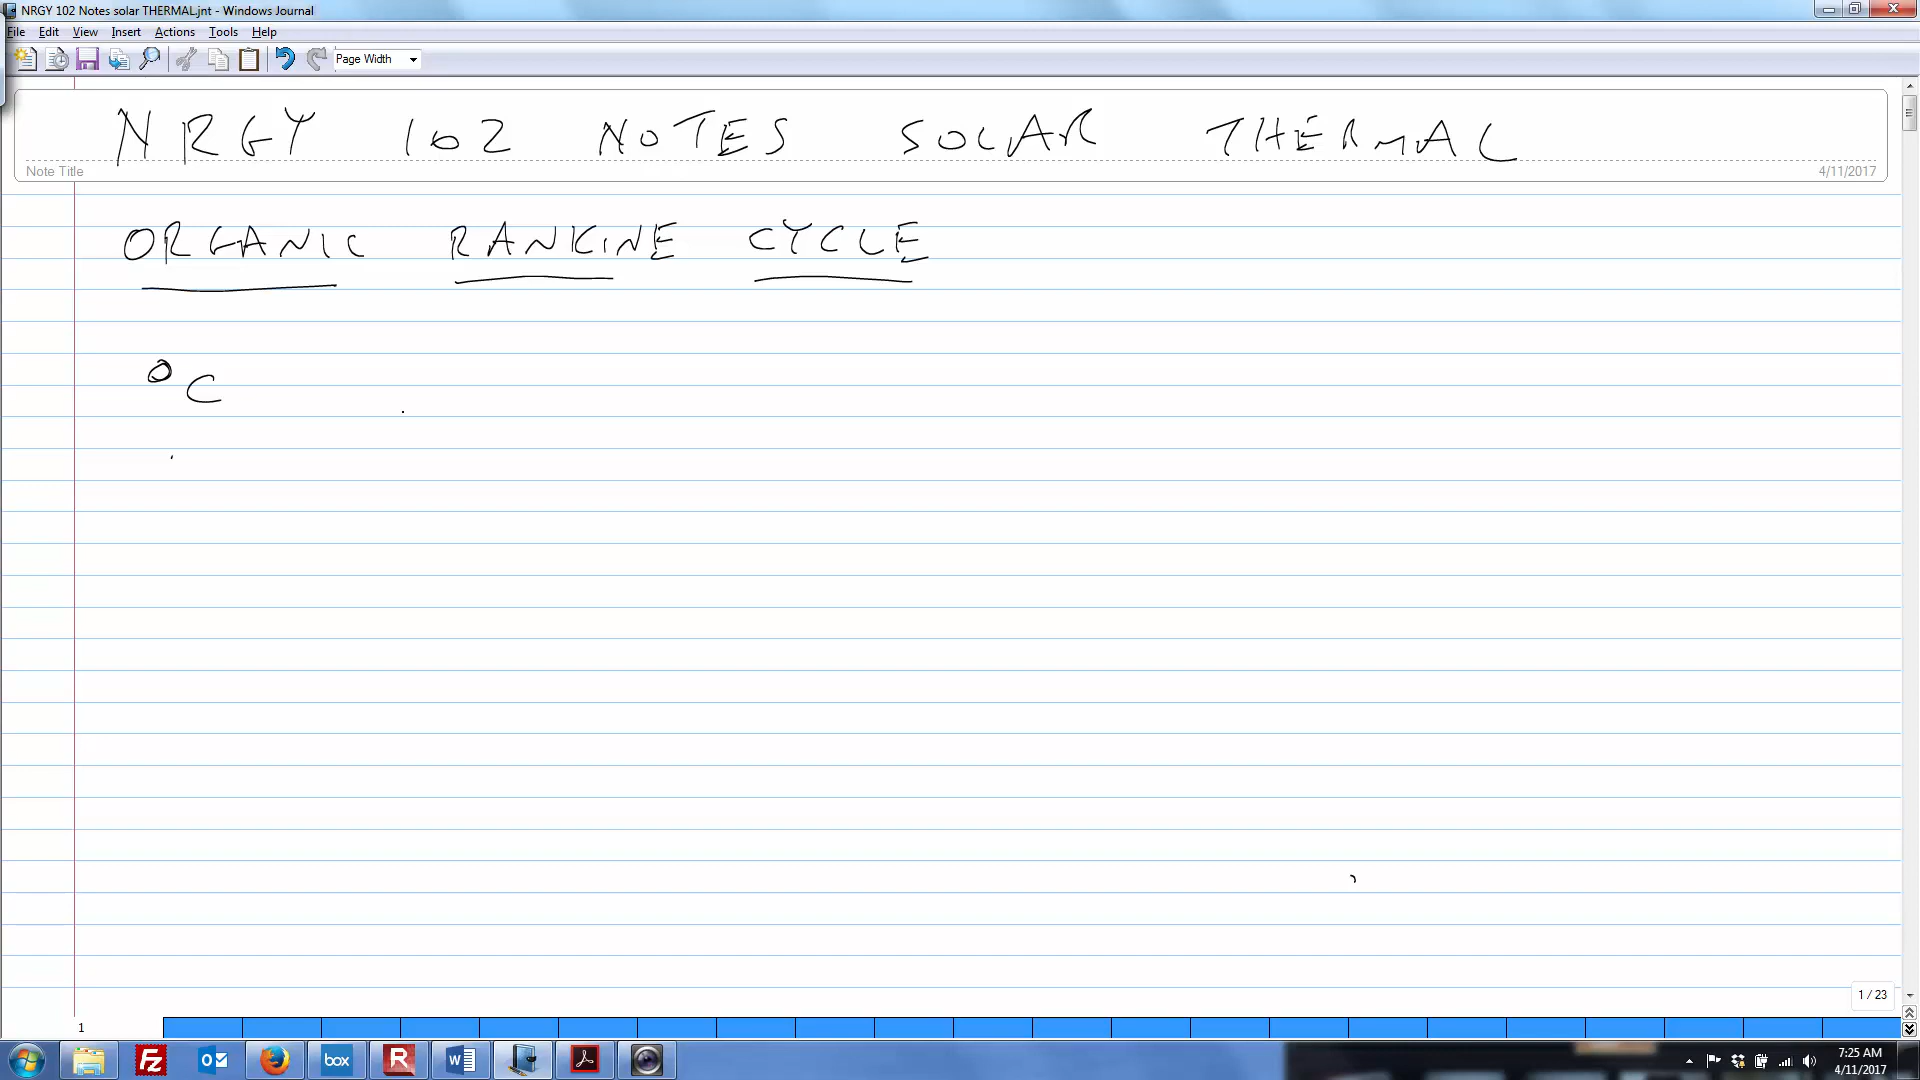 NRGY 102 Notes solar THERMAL.jnt - Windows Journal
File Edit View Insert Actions Tools Help
Page Width
NRGY 102 NOTES SOLAR THERMAL
Note Title
4/11/2017
ORGANIC RANKINE CYCLE
°C
1 / 23
1
Fz
O
box
R
W
7:25 AM
4/11/2017